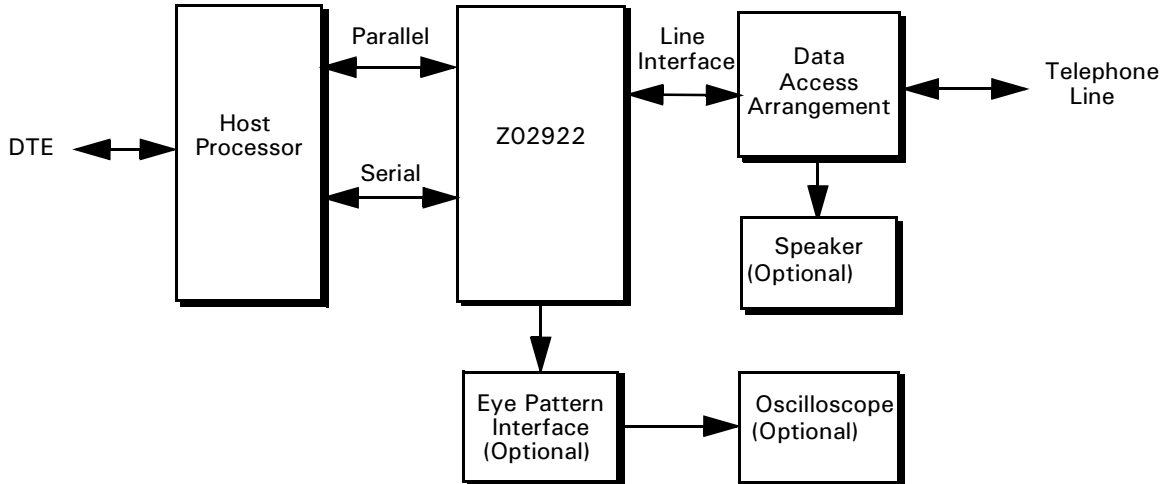 DTE
Host
Processor
Parallel
Serial
Z02922
Line
Interface
Data
Access
Arrangement
Telephone
Line
Speaker
(Optional)
Eye Pattern
Interface
(Optional)
Oscilloscope
(Optional)